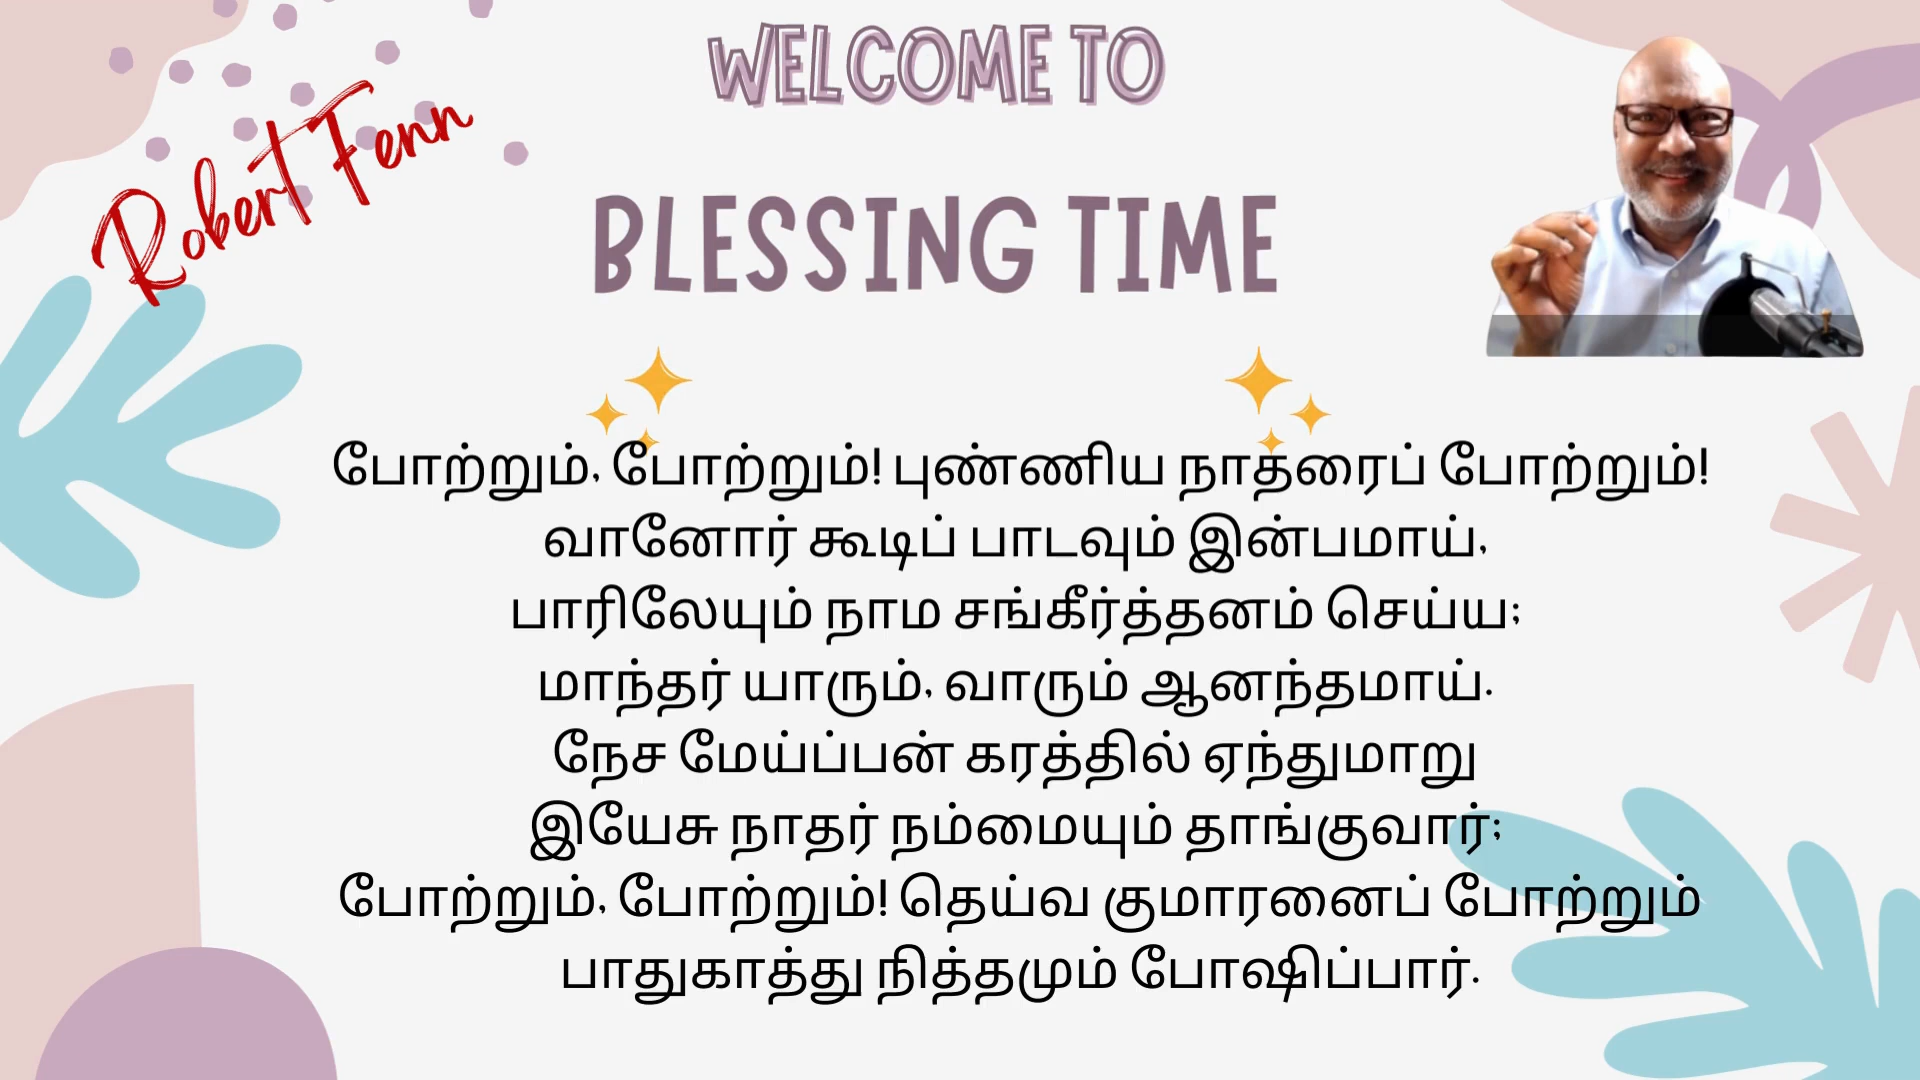 WELCOME TO
Robert Fenn
BLESSING TIME
போற்றும், போற்றும்! புண்ணிய நாதரைப் போற்றும்!
வானோர் கூடிப் பாடவும் இன்பமாய்,
பாரிலேயும் நாம சங்கீர்த்தனம் செய்ய;
மாந்தர் யாரும், வாரும் ஆனந்தமாய்.
நேச மேய்ப்பன் கரத்தில் ஏந்துமாறு
இயேசு நாதர் நம்மையும் தாங்குவார்;
போற்றும், போற்றும்! தெய்வ குமாரனைப் போற்றும்
பாதுகாத்து நித்தமும் போஷிப்பார்.